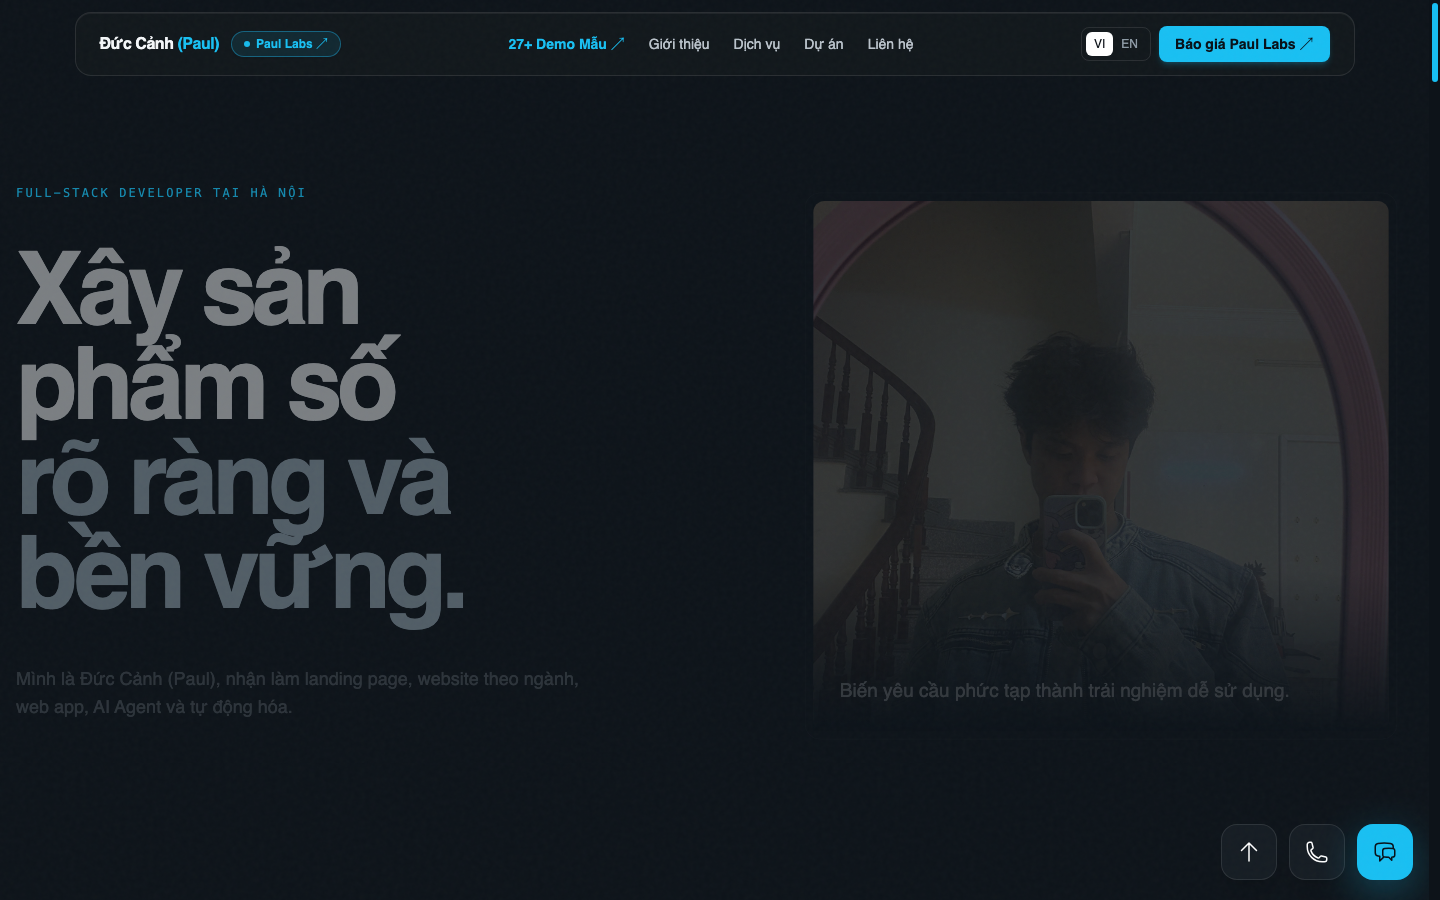 Đức Cảnh (Paul)
Paul Labs ↗
27+ Demo Mẫu ↗
Giới thiệu
Dịch vụ
Dự án
Liên hệ
VI
EN
Báo giá Paul Labs ↗
FULL-STACK DEVELOPER TẠI HÀ NỘI
Xây sản
phẩm số
rõ ràng và
bền vững.
Mình là Đức Cảnh (Paul), nhận làm landing page, website theo ngành,
web app, AI Agent và tự động hóa.
Biến yêu cầu phức tạp thành trải nghiệm dễ sử dụng.